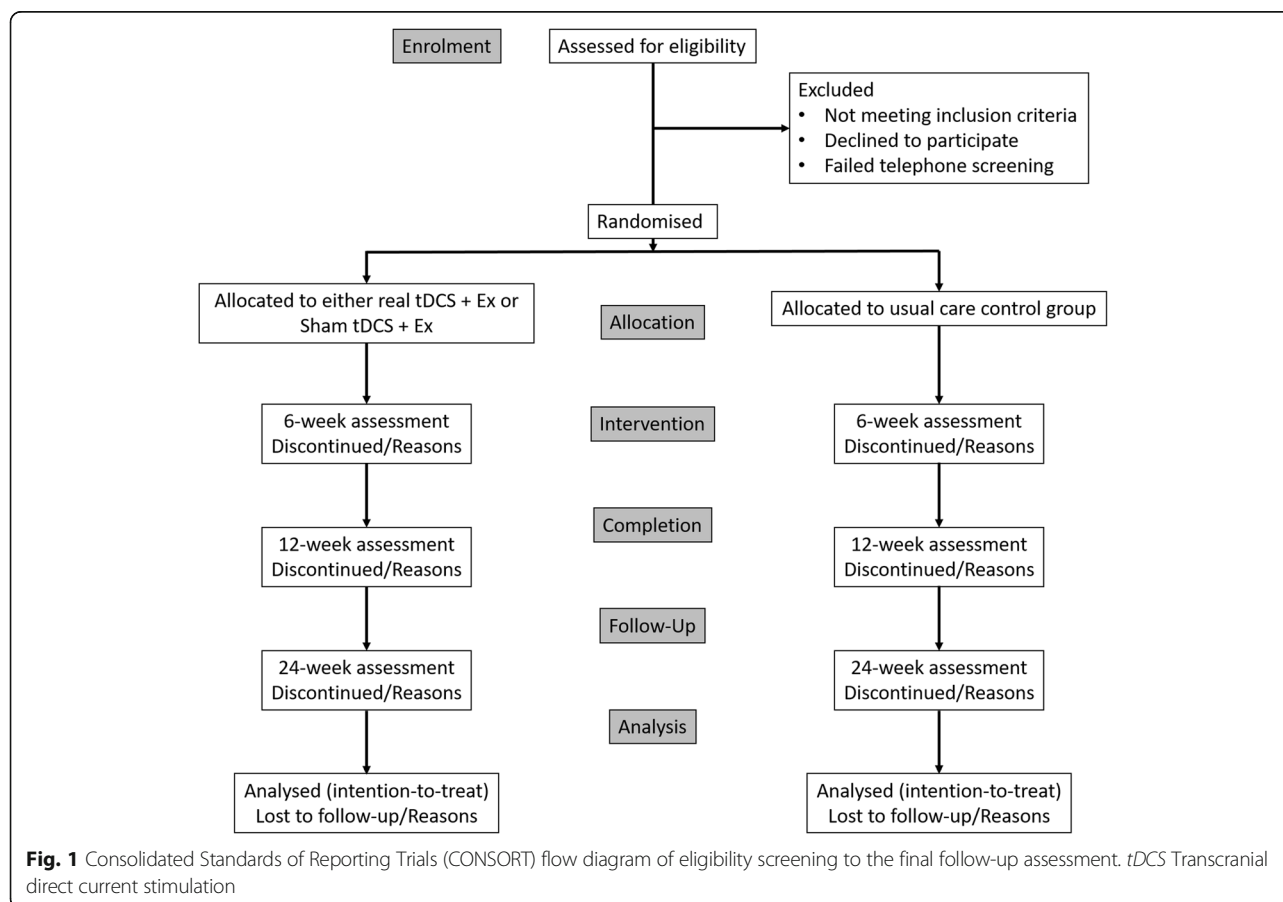 Enrolment
Assessed for eligibility
Excluded
• Not meeting inclusion criteria
• Declined to participate
• Failed telephone screening
Randomised
Allocated to either real tDCS + Ex or
Sham tDCS + Ex
Allocation
Allocated to usual care control group
6-week assessment
Discontinued/Reasons
Intervention
6-week assessment
Discontinued/Reasons
Completion
12-week assessment
Discontinued/Reasons
12-week assessment
Discontinued/Reasons
Follow-Up
24-week assessment
Discontinued/Reasons
24-week assessment
Discontinued/Reasons
Analysis
Analysed (intention-to-treat)
Lost to follow-up/Reasons
Analysed (intention-to-treat)
Lost to follow-up/Reasons
Fig. 1 Consolidated Standards of Reporting Trials (CONSORT) flow diagram of eligibility screening to the final follow-up assessment. tDCS Transcranial
direct current stimulation